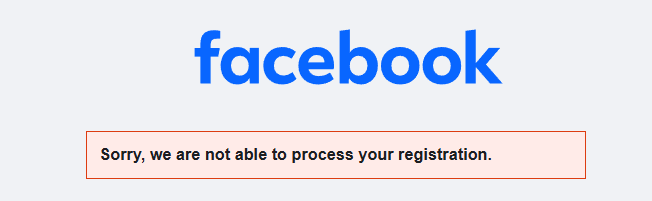 facebook
Sorry, we are not able to process your registration.